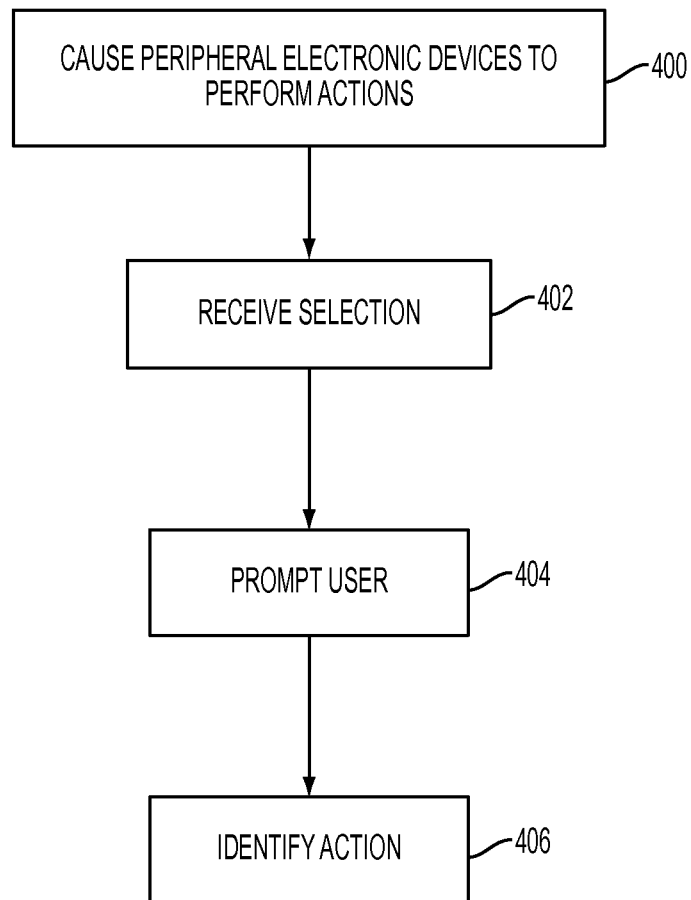 CAUSE PERIPHERAL ELECTRONIC DEVICES TO
PERFORM ACTIONS
400
RECEIVE SELECTION
402
PROMPT USER
404
IDENTIFY ACTION
406